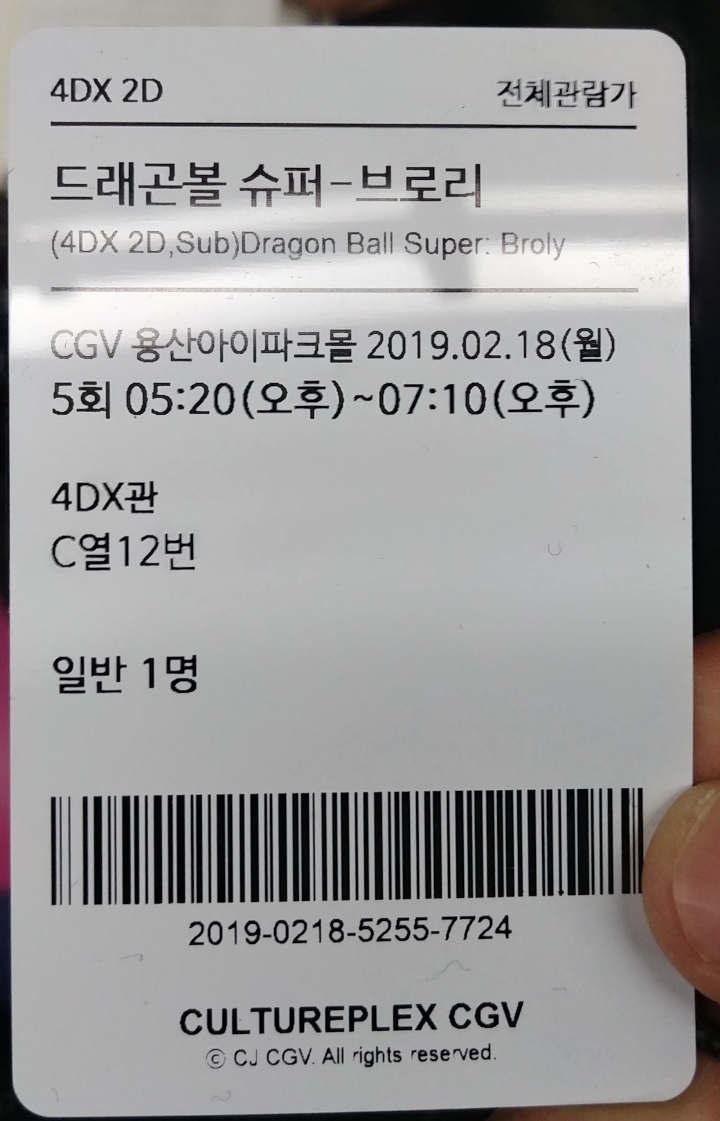 4DX 2D 전체관람가
드래곤볼 슈퍼-브로리
(4DX 2D,Sub)Dragon Ball Super: Broly
CGV 용산아이파크몰 2019.02.18(월)
5회 05:20(오후)~07:10(오후)
4DX관
C열12번
일반 1명
2019-0218-5255-7724
CULTUREPLEX CGV
ⓒ CJ CGV. All rights reserved.